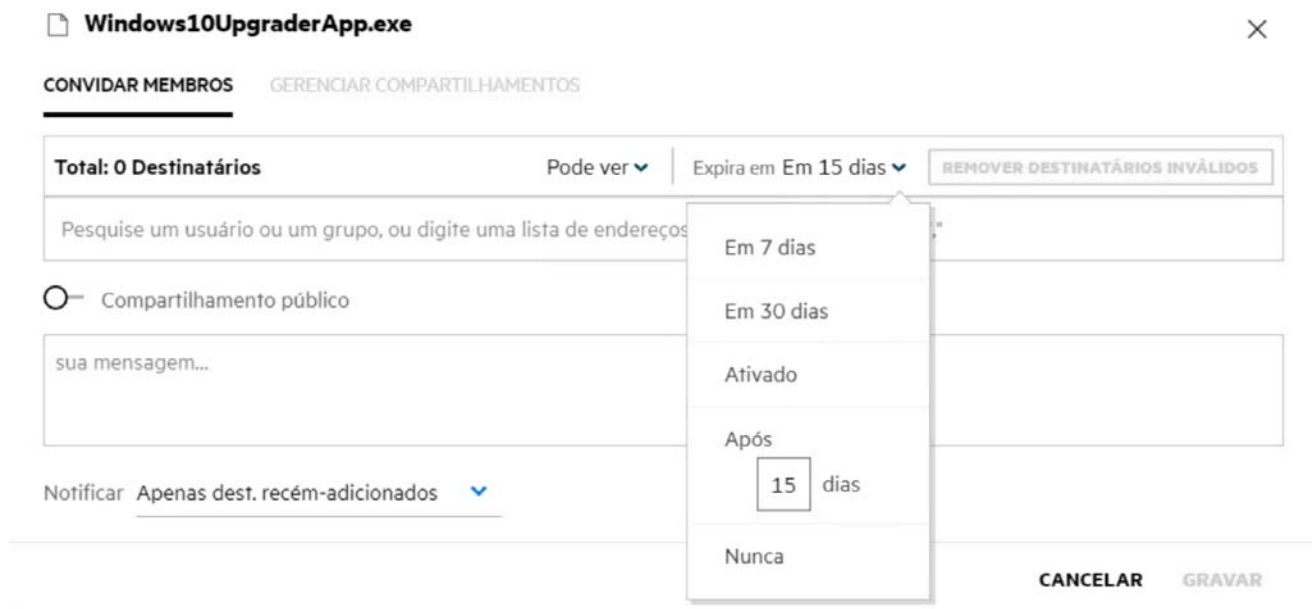 Windows10UpgraderApp.exe
CONVIDAR MEMBROS GERENCIAR COMPARTILHAMENTOS
Total: 0 Destinatários Pode ver Expira em Em 15 dias REMOVER DESTINATÁRIOS INVÁLIDOS
Pesquise um usuário ou um grupo, ou digite uma lista de endereços
Em 7 dias
Compartilhamento público
Em 30 dias
sua mensagem...
Ativado
Após
15 dias
Notificar Apenas dest. recém-adicionados
Nunca
CANCELAR GRAVAR